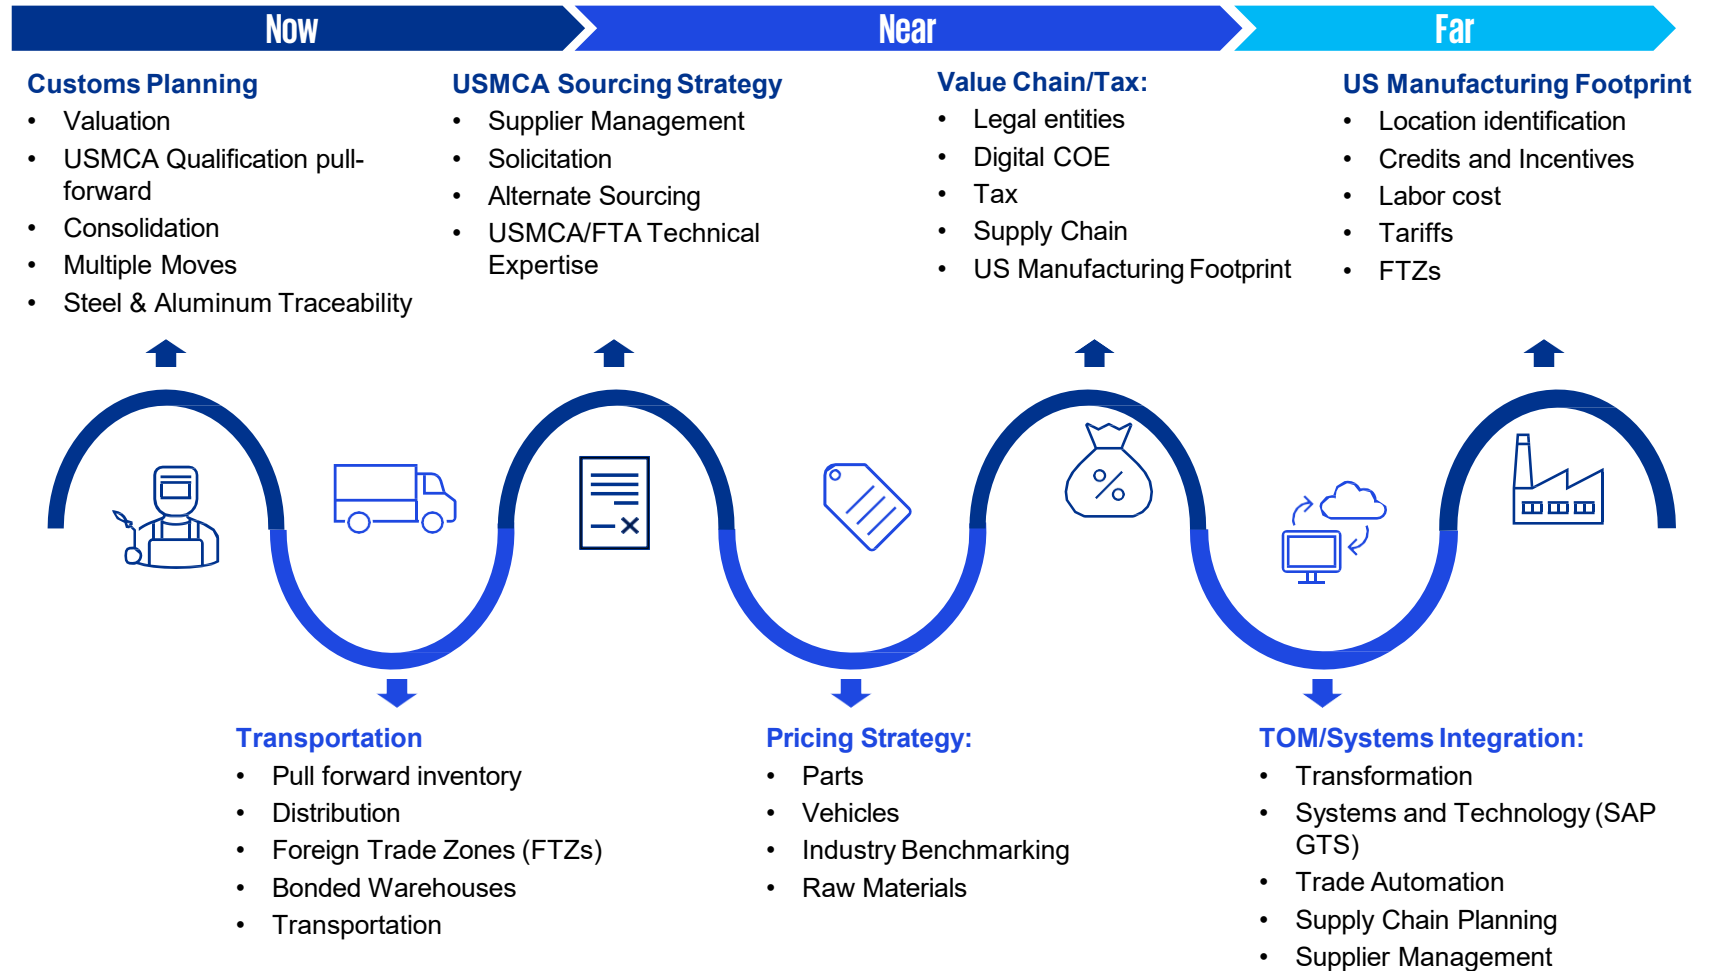 Now
Near
Far
Customs Planning
• Valuation
• USMCA Qualification pull-
forward
• Consolidation
• Multiple Moves
• Steel & Aluminum Traceability
USMCA Sourcing Strategy
• Supplier Management
• Solicitation
• Alternate Sourcing
• USMCA/FTA Technical
Expertise
Value Chain/Tax:
• Legal entities
• Digital COE
• Tax
• Supply Chain
• US Manufacturing Footprint
US Manufacturing Footprint
• Location identification
• Credits and Incentives
• Labor cost
• Tariffs
• FTZs
Transportation
• Pull forward inventory
• Distribution
• Foreign Trade Zones (FTZs)
• Bonded Warehouses
• Transportation
Pricing Strategy:
• Parts
• Vehicles
• Industry Benchmarking
• Raw Materials
TOM/Systems Integration:
• Transformation
• Systems and Technology (SAP
GTS)
• Trade Automation
• Supply Chain Planning
• Supplier Management